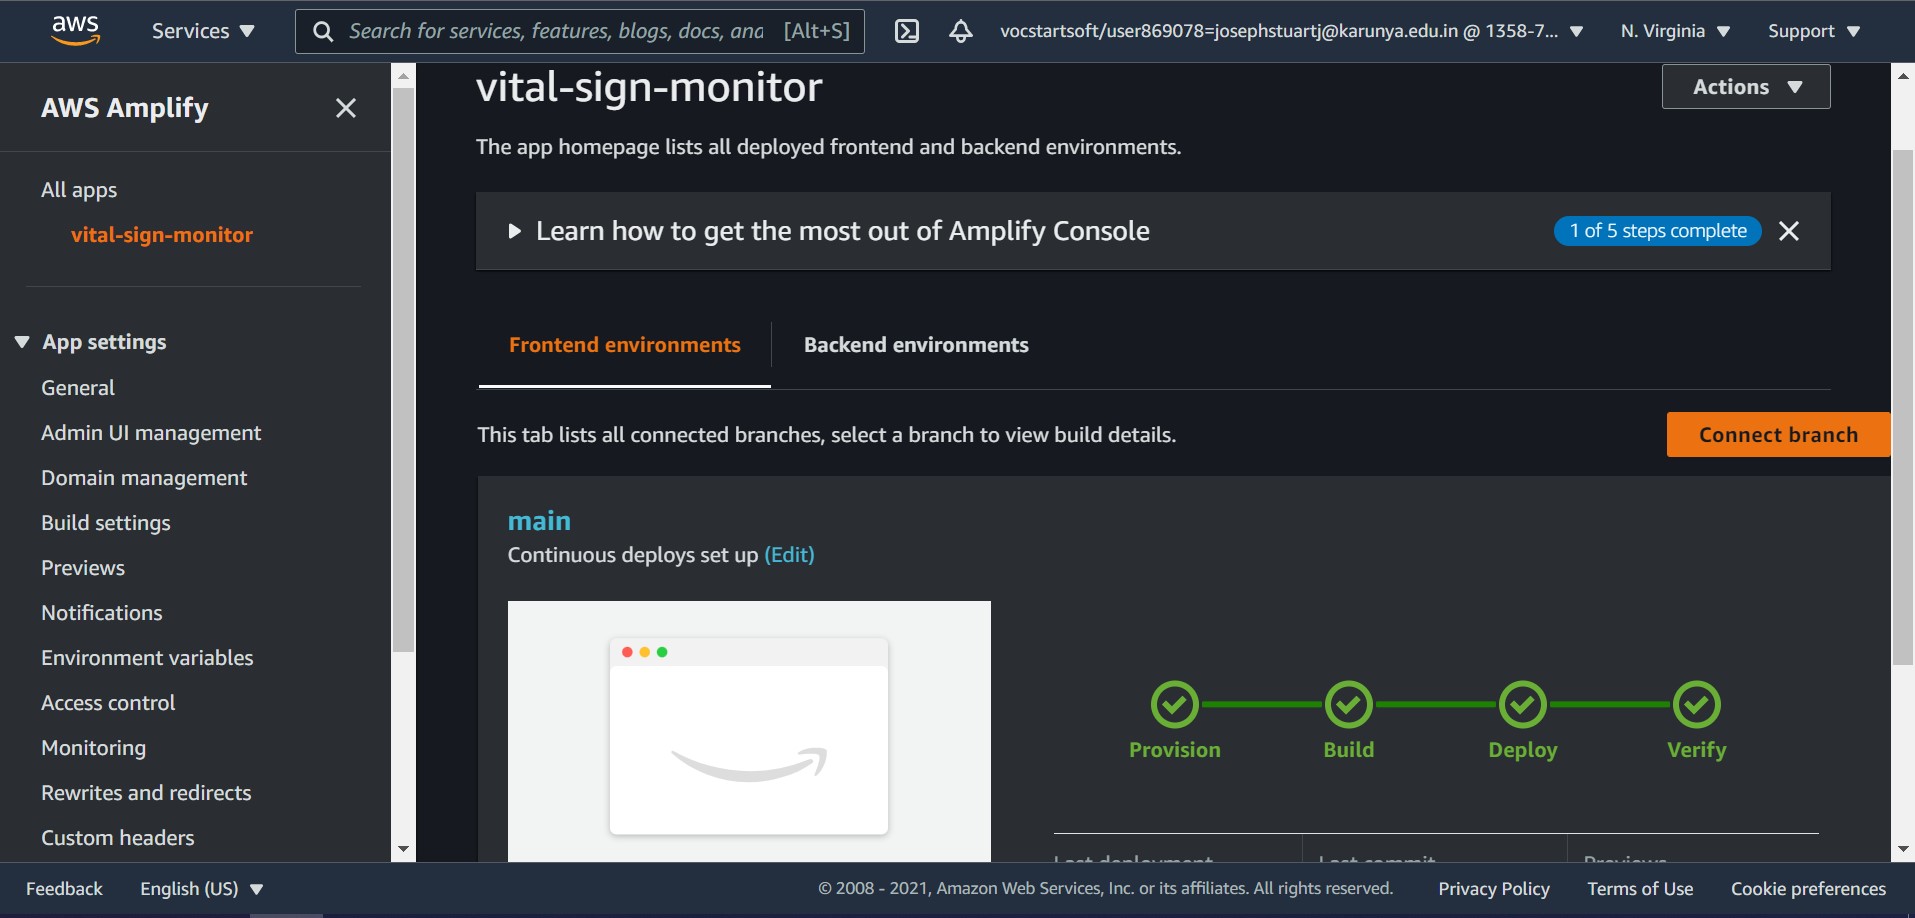 aws
Services
Search for services, features, blogs, docs, and [Alt+S]
vocstartsoft/user869078=josephstuartj@karunya.edu.in @ 1358-7...
N. Virginia
Support
AWS Amplify
All apps
vital-sign-monitor
App settings
General
Admin UI management
Domain management
Build settings
Previews
Notifications
Environment variables
Access control
Monitoring
Rewrites and redirects
Custom headers
vital-sign-monitor
Actions
The app homepage lists all deployed frontend and backend environments.
Learn how to get the most out of Amplify Console
1 of 5 steps complete
Frontend environments
Backend environments
This tab lists all connected branches, select a branch to view build details.
Connect branch
main
Continuous deploys set up (Edit)
Provision
Build
Deploy
Verify
Last deployment
Last commit
Previews
Feedback
English (US)
© 2008 - 2021, Amazon Web Services, Inc. or its affiliates. All rights reserved.
Privacy Policy
Terms of Use
Cookie preferences